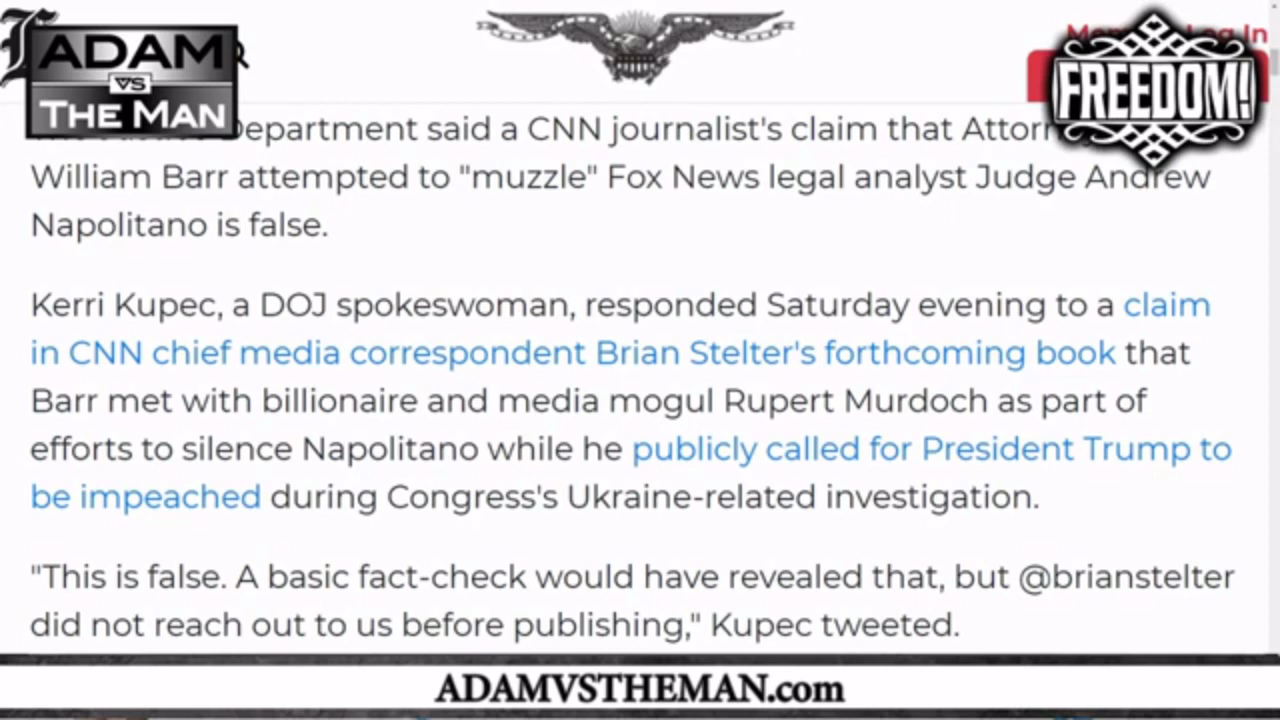 ADAM
VS
THE MAN
Log In
FREEDOM!
Department said a CNN journalist's claim that
William Barr attempted to "muzzle" Fox News legal analyst Judge Andrew
Napolitano is false.
Kerri Kupec, a DOJ spokeswoman, responded Saturday evening to a claim
in CNN chief media correspondent Brian Stelter's forthcoming book that
Barr met with billionaire and media mogul Rupert Murdoch as part of
efforts to silence Napolitano while he publicly called for President Trump to
be impeached during Congress's Ukraine-related investigation.
"This is false. A basic fact-check would have revealed that, but @brianstelter
did not reach out to us before publishing," Kupec tweeted.
ADAMVSTHEMAN.com